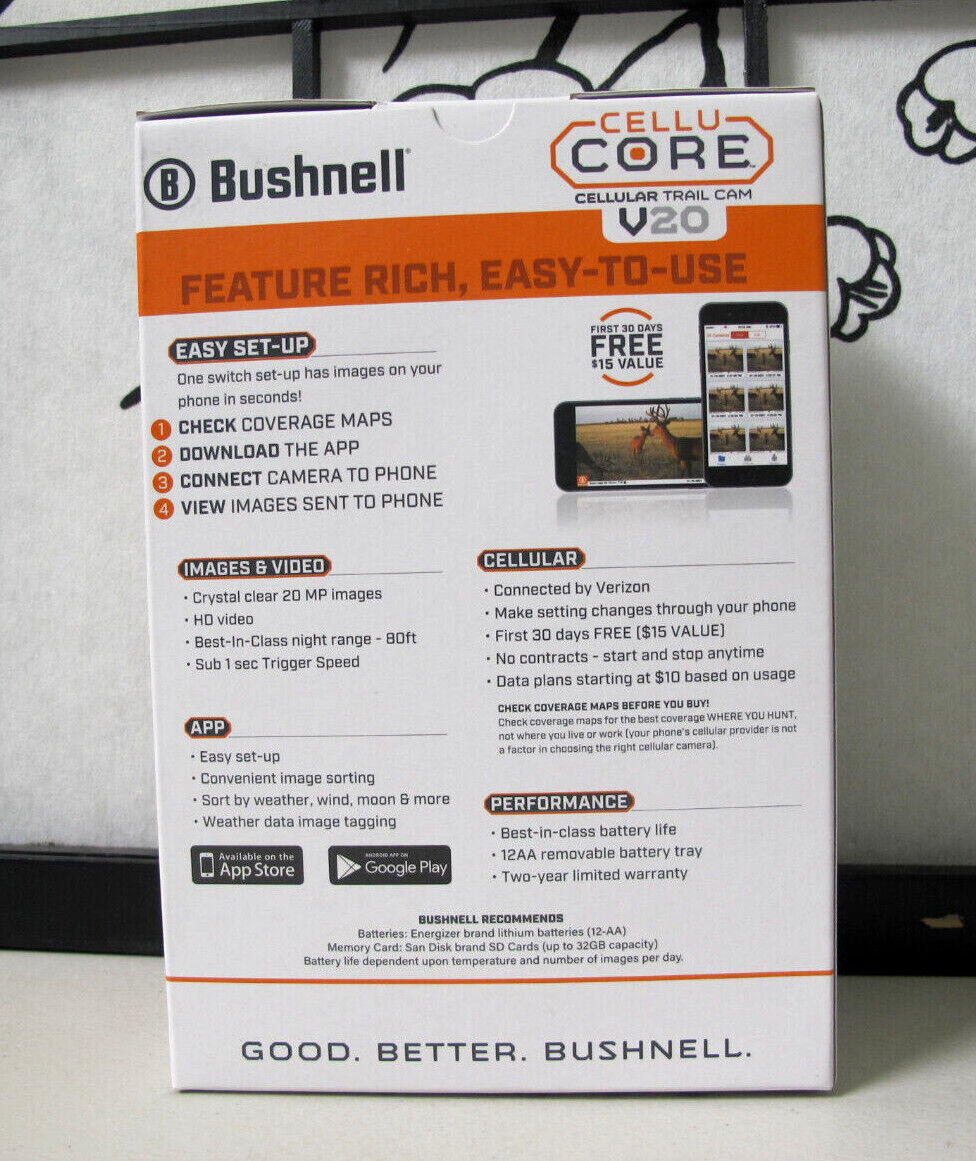 B Bushnell®
CELLU
CORE™
CELLULAR TRAIL CAM
V20
FEATURE RICH, EASY-TO-USE
EASY SET-UP
One switch set-up has images on your
phone in seconds!
1 CHECK COVERAGE MAPS
2 DOWNLOAD THE APP
3 CONNECT CAMERA TO PHONE
4 VIEW IMAGES SENT TO PHONE
FIRST 30 DAYS
FREE
$15 VALUE
IMAGES & VIDEO
• Crystal clear 20 MP images
• HD video
• Best-In-Class night range - 80ft
• Sub 1 sec Trigger Speed
APP
• Easy set-up
• Convenient image sorting
• Sort by weather, wind, moon & more
• Weather data image tagging
Available on the
App Store
ANDROID APP ON
Google Play
CELLULAR
• Connected by Verizon
• Make setting changes through your phone
• First 30 days FREE ($15 VALUE)
• No contracts - start and stop anytime
• Data plans starting at $10 based on usage
CHECK COVERAGE MAPS BEFORE YOU BUY!
Check coverage maps for the best coverage WHERE YOU HUNT,
not where you live or work (your phone's cellular provider is not
a factor in choosing the right cellular camera).
PERFORMANCE
• Best-in-class battery life
• 12AA removable battery tray
• Two-year limited warranty
BUSHNELL RECOMMENDS
Batteries: Energizer brand lithium batteries (12-AA)
Memory Card: San Disk brand SD Cards (up to 32GB capacity)
Battery life dependent upon temperature and number of images per day.
GOOD. BETTER. BUSHNELL.